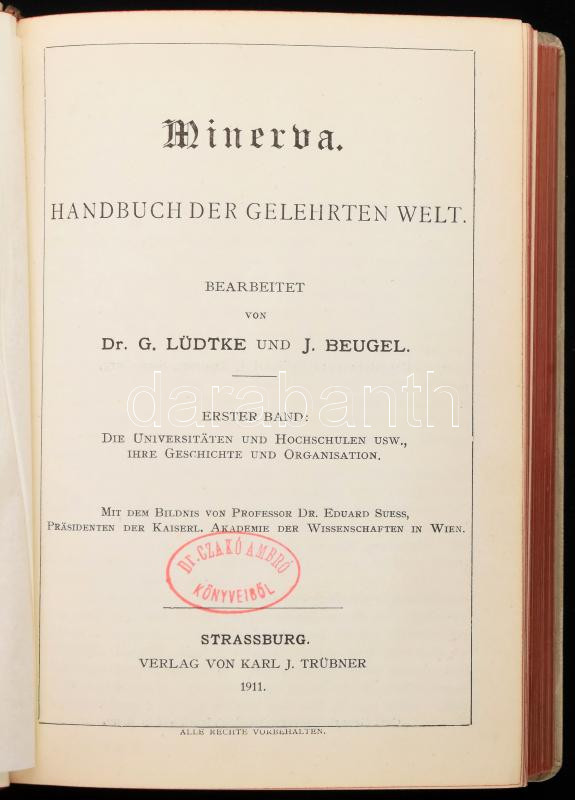 Minerva.
HANDBUCH DER GELEHRTEN WELT.
BEARBEITET
VON
Dr. G. LÜDTKE UND J. BEUGEL.
darabanth
ERSTER BAND:
DIE UNIVERSITÄTEN UND HOCHSCHULEN USW.,
IHRE GESCHICHTE UND ORGANISATION.
MIT DEM BILDNIS VON PROFESSOR DR. EDUARD SUESS,
PRÄSIDENTEN DER KAISERL. AKADEMIE DER WISSENSCHAFTEN IN WIEN.
Dr. CZAKÓ AMBRÓ
KÖNYVEIBŐL
STRASSBURG.
VERLAG VON KARL J. TRÜBNER
1911.
ALLE RECHTE VORBEHALTEN.